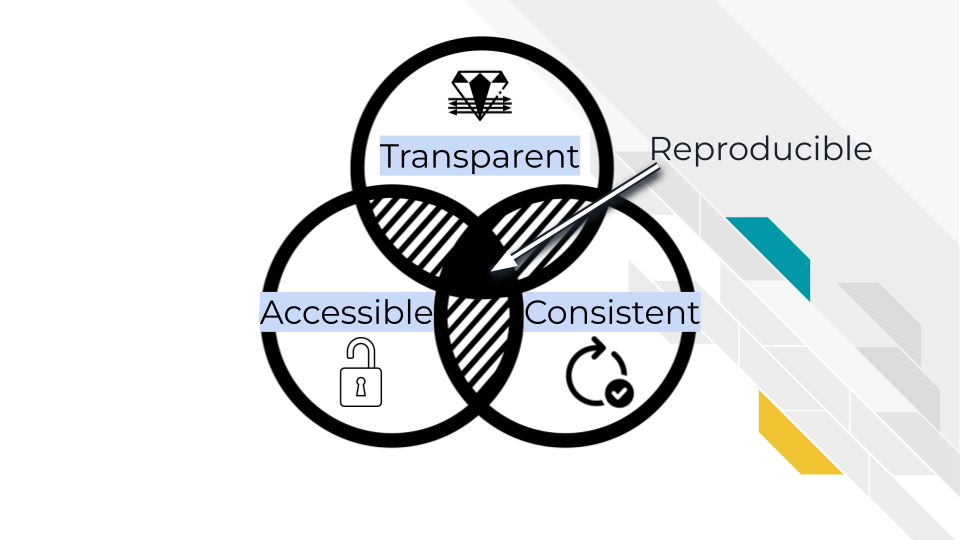 Transparent
Reproducible
Accessible
Consistent